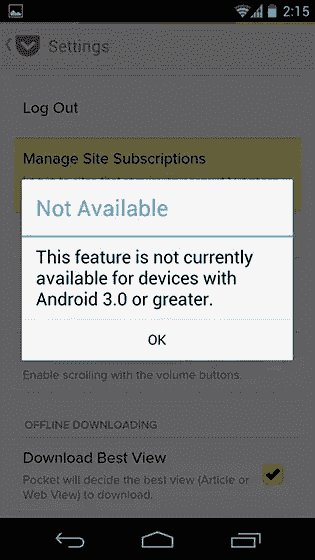 2:15
Settings
Log Out
Manage Site Subscriptions
Not Available
This feature is not currently
available for devices with
Android 3.0 or greater.
OK
Enable scrolling with the volume buttons.
OFFLINE DOWNLOADING
Download Best View
Pocket will decide the best view (Article or
Web View) to download.